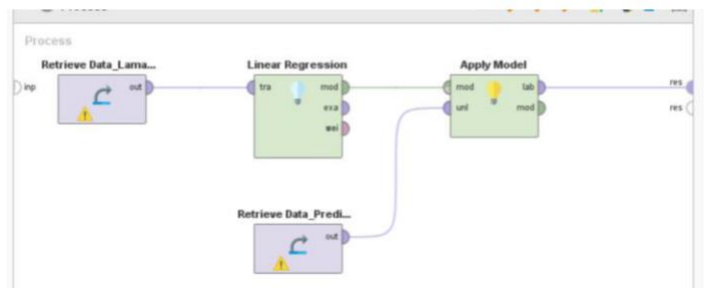 Process
Process
Retrieve Data_Lama...
Linear Regression
Apply Model
inp
out
tra
mod
exa
wei
mod
unl
lab
mod
res
res
Retrieve Data_Predi...
out